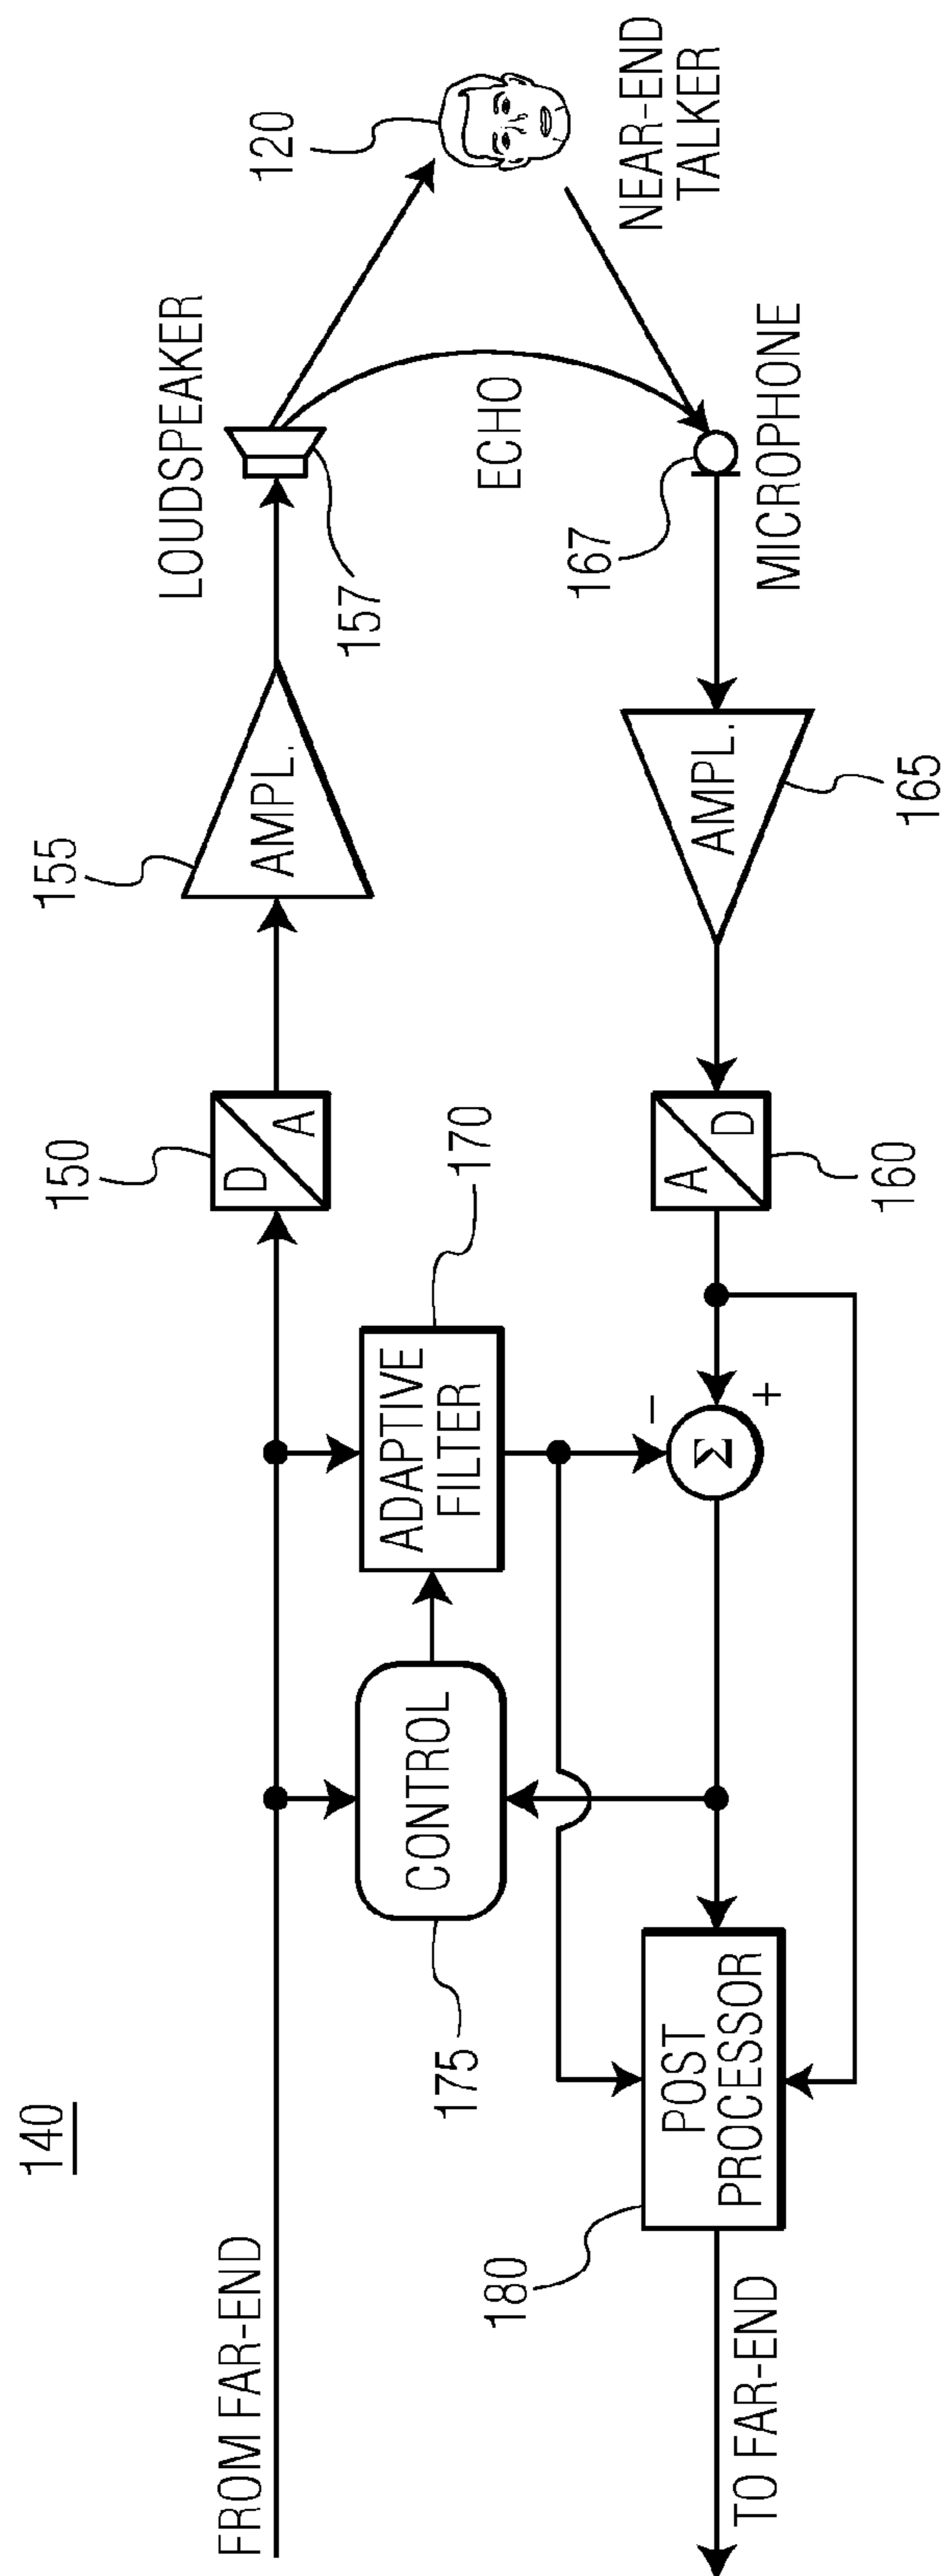 140
FROM FAR-END
150
D
A
155
AMPL.
LOUDSPEAKER
157
120
NEAR-END
TALKER
ECHO
175
CONTROL
ADAPTIVE
FILTER
170
167
MICROPHONE
AMPL.
165
A
D
160
−
+
Σ
180
POST
PROCESSOR
TO FAR-END